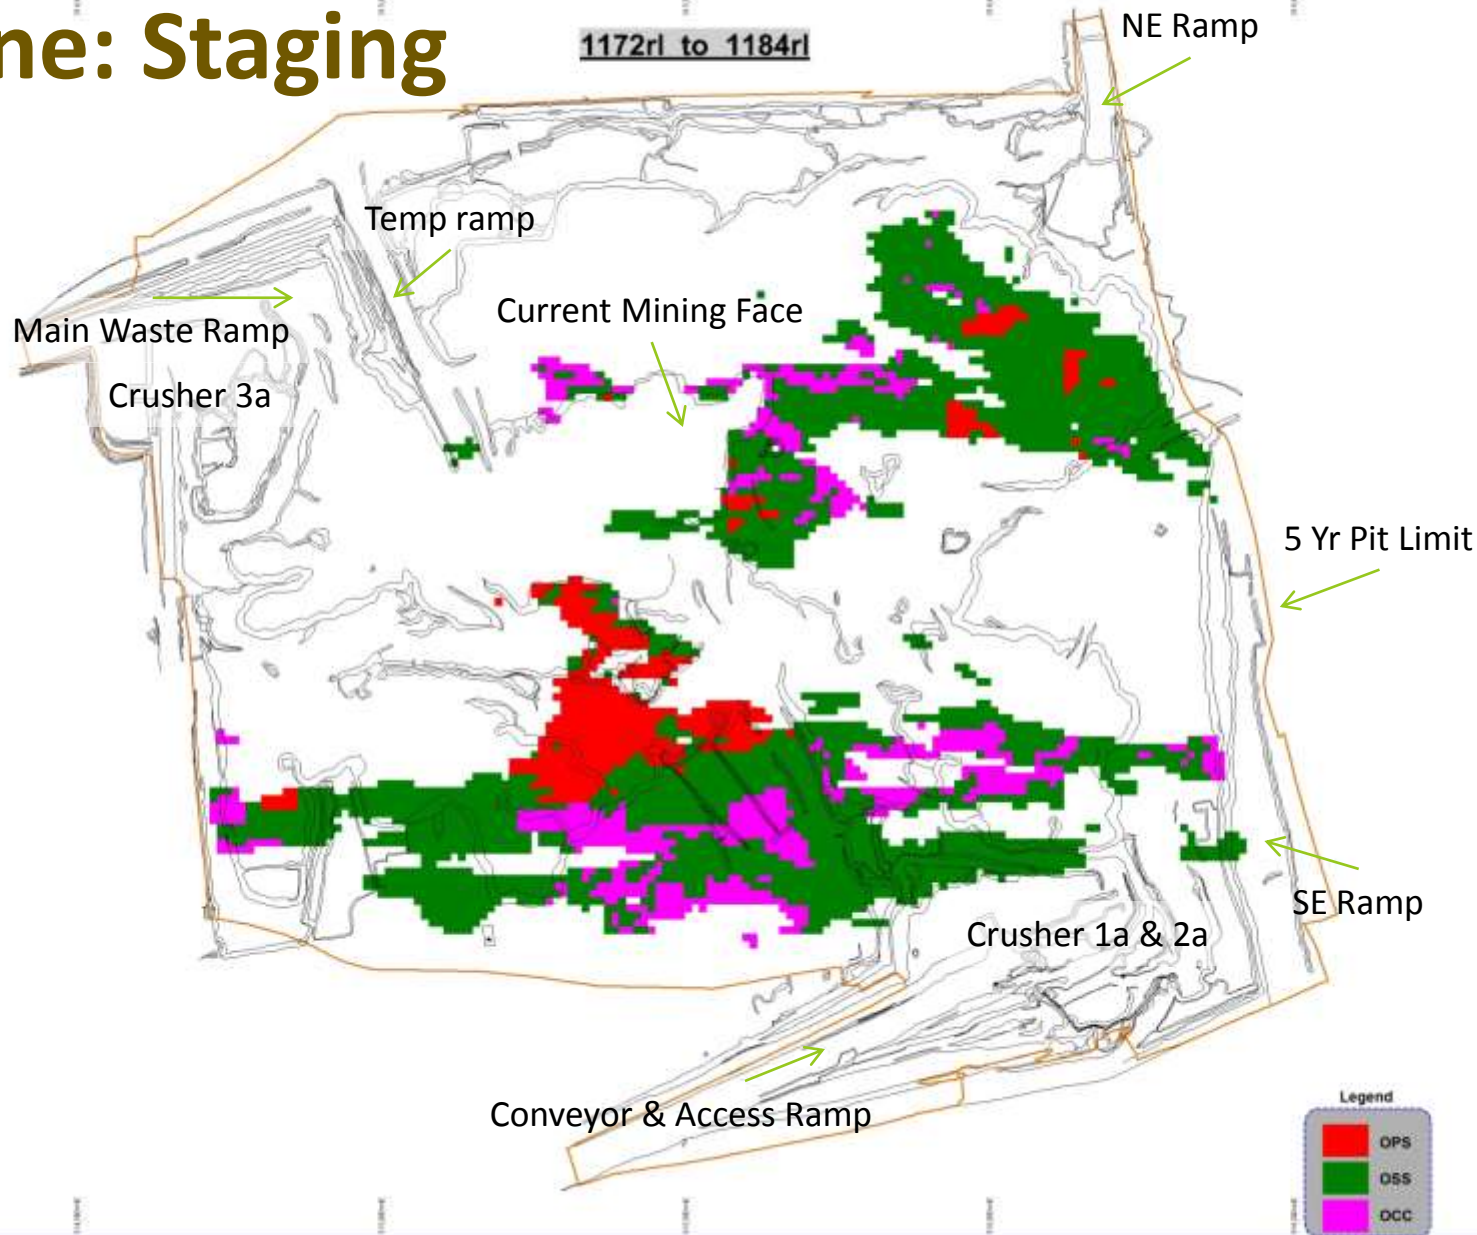 ne: Staging
1172rl to 1184rl
NE Ramp
Temp ramp
Current Mining Face
Main Waste Ramp
Crusher 3a
5 Yr Pit Limit
SE Ramp
Crusher 1a & 2a
Conveyor & Access Ramp
Legend
OPS
OSS
OCC